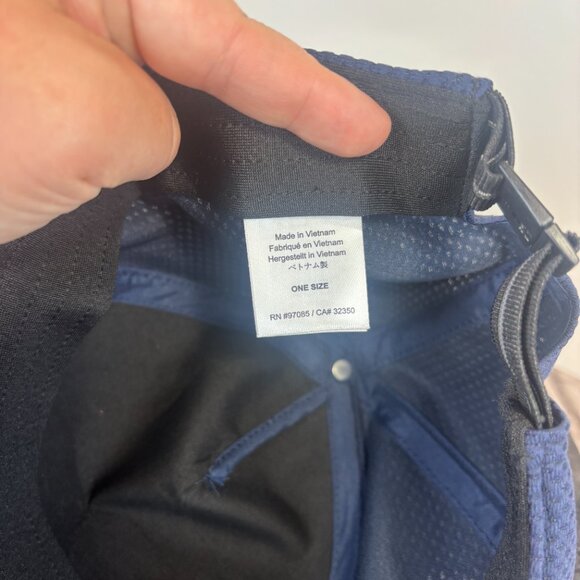 Made in Vietnam
Fabriqué en Vietnam
Hergestellt in Vietnam
ベトナム製
ONE SIZE
RN #97085 / CA# 32350